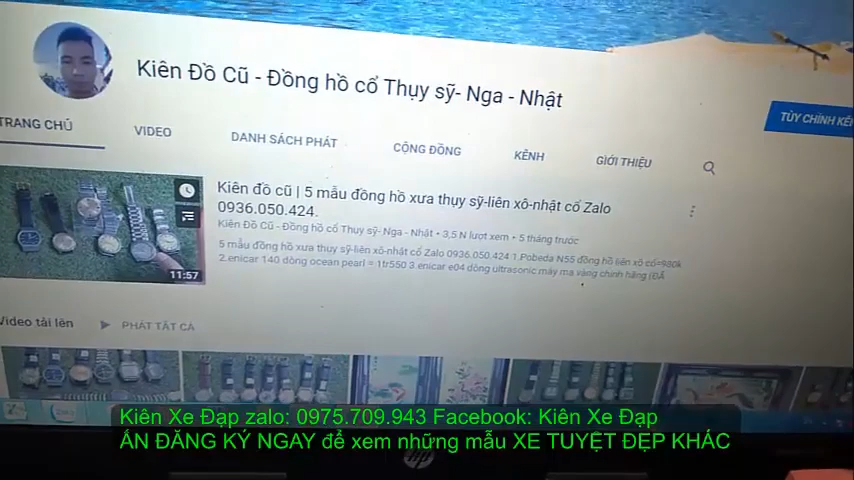 Kiên Đồ Cũ - Đồng hồ cổ Thụy sỹ- Nga - Nhật
TÙY CHỈNH KÊ
TRANG CHỦ
VIDEO
DANH SÁCH PHÁT
CỘNG ĐỒNG
KÊNH
GIỚI THIỆU
Kiên đồ cũ | 5 mẫu đồng hồ xưa thụy sỹ-liên xô-nhật cổ Zalo
0936.050.424.
Kiên Đồ Cũ - Đồng hồ cổ Thụy sỹ- Nga - Nhật • 3,5 N lượt xem • 5 tháng trước
5 mẫu đồng hồ xưa thụy sỹ-liên xô-nhật cổ Zalo 0936.050.424 1.Pobeda N55 đồng hồ liên xô cổ=980k
2.enicar 140 dòng ocean pearl = 1tr550 3.enicar e04 dòng ultrasonic máy mạ vàng chính hãng (ĐÃ
11:57
Video tải lên
PHÁT TẤT CẢ
Kiên Xe Đạp zalo: 0975.709.943 Facebook: Kiên Xe Đạp
ẤN ĐĂNG KÝ NGAY để xem những mẫu XE TUYỆT ĐẸP KHÁC
hp